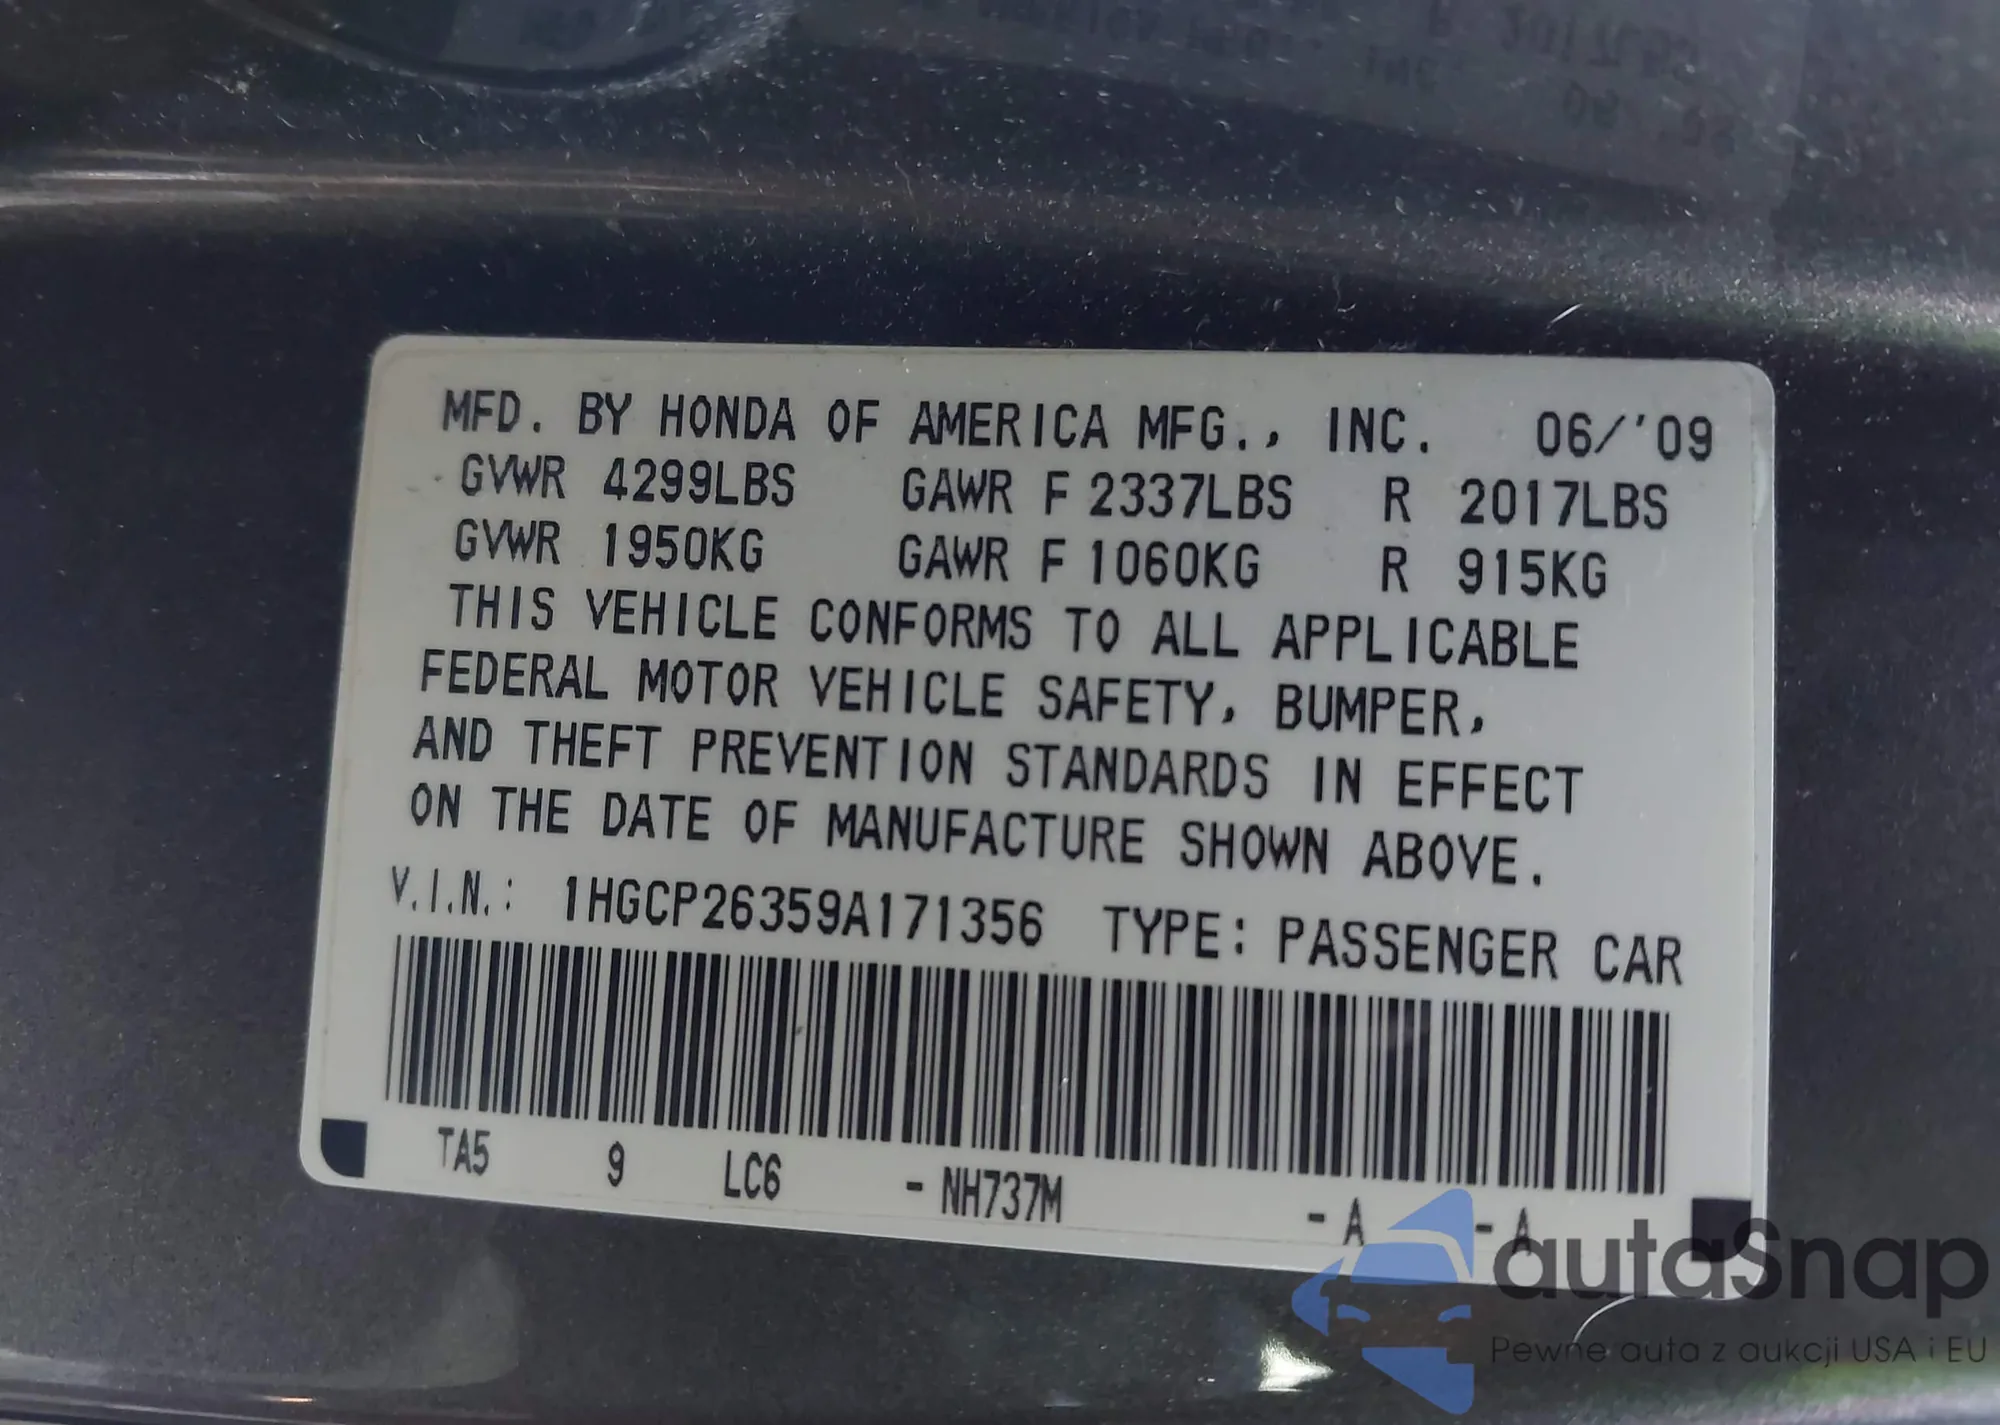 MFD. BY HONDA OF AMERICA MFG., INC. 06/'09
GVWR 4299LBS GAWR F 2337LBS R 2017LBS
GVWR 1950KG GAWR F 1060KG R 915KG
THIS VEHICLE CONFORMS TO ALL APPLICABLE
FEDERAL MOTOR VEHICLE SAFETY, BUMPER,
AND THEFT PREVENTION STANDARDS IN EFFECT
ON THE DATE OF MANUFACTURE SHOWN ABOVE.
V.I.N.: 1HGCP26359A171356 TYPE: PASSENGER CAR
TA5 9 LC6 - NH737M - A - A
autaSnap
Pewne auta z aukcji USA i EU